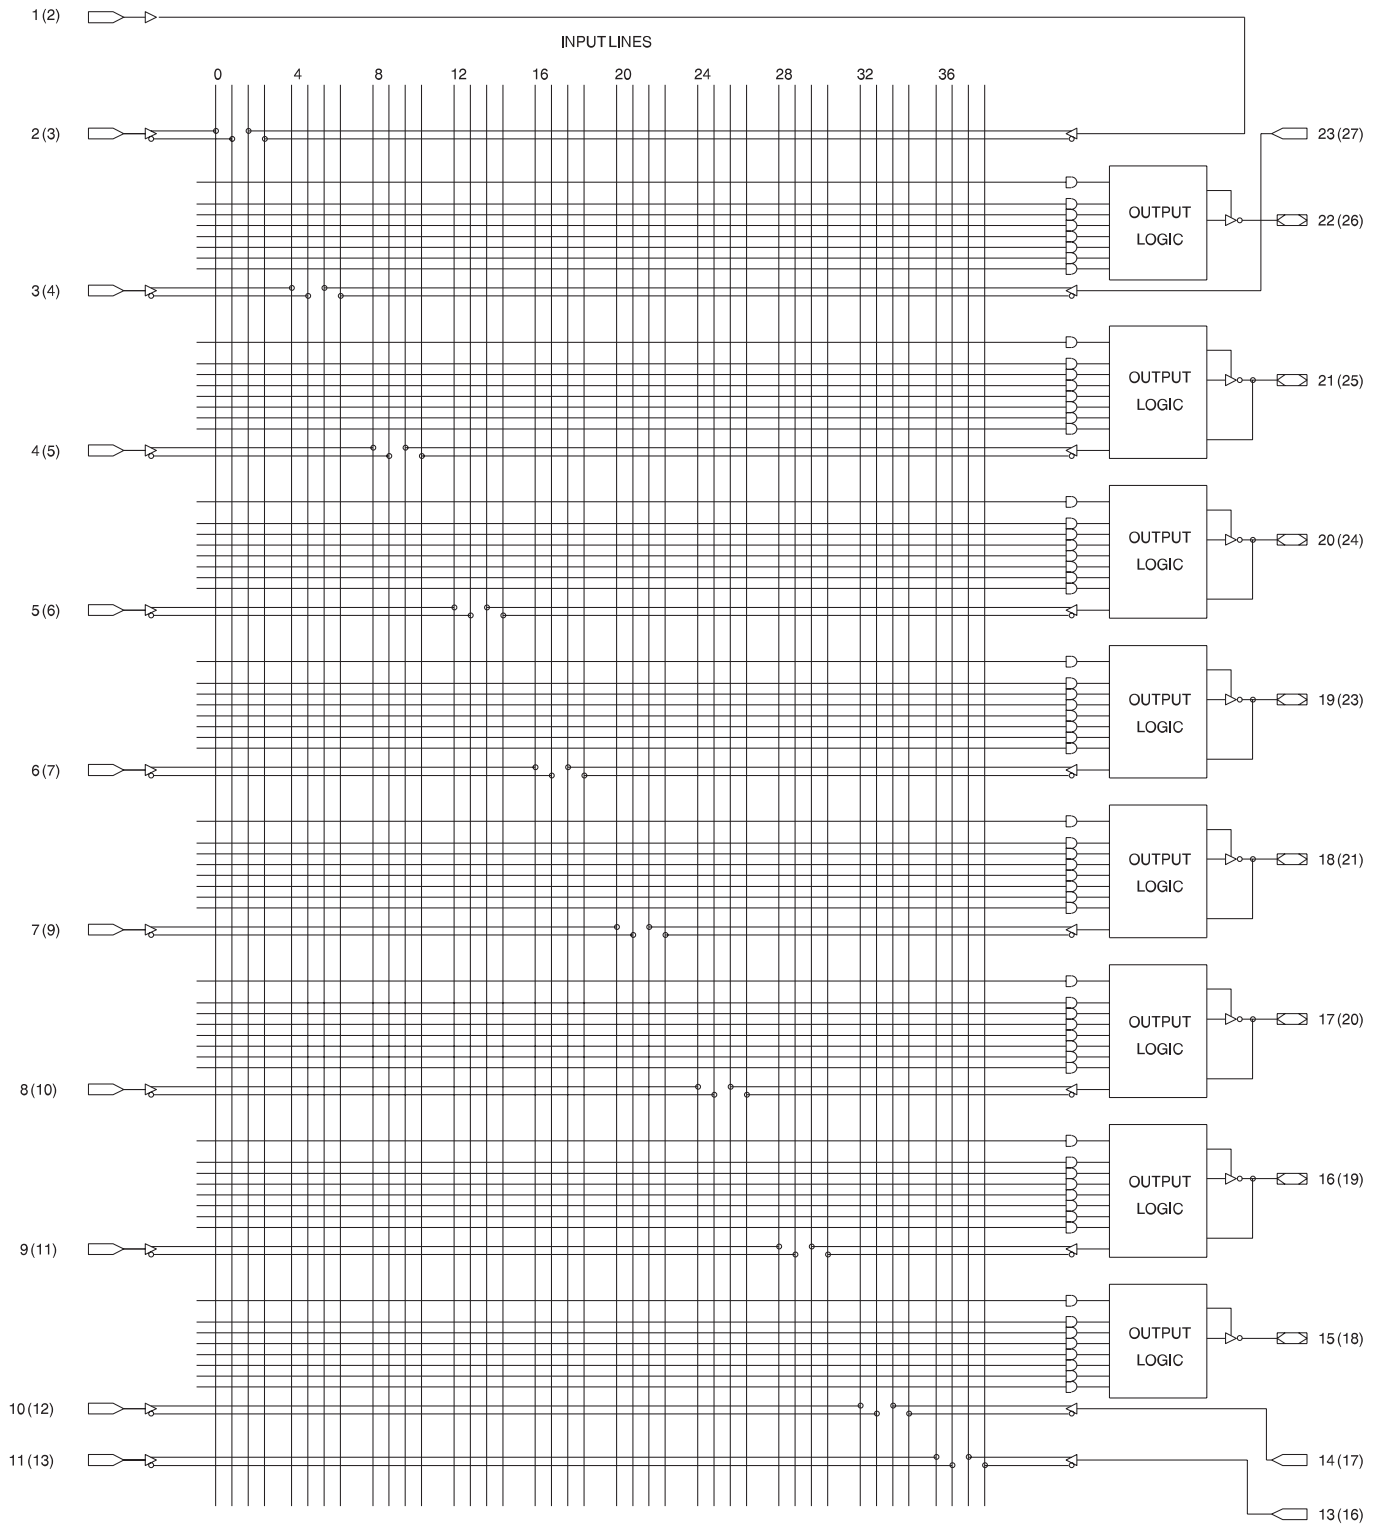 1 (2)
INPUT LINES
0 4 8 12 16 20 24 28 32 36
2 (3)
23 (27)
OUTPUT
LOGIC
22 (26)
3 (4)
OUTPUT
LOGIC
21 (25)
4 (5)
OUTPUT
LOGIC
20 (24)
5 (6)
OUTPUT
LOGIC
19 (23)
6 (7)
OUTPUT
LOGIC
18 (21)
7 (9)
OUTPUT
LOGIC
17 (20)
8 (10)
OUTPUT
LOGIC
16 (19)
9 (11)
OUTPUT
LOGIC
15 (18)
10 (12)
11 (13)
14 (17)
13 (16)